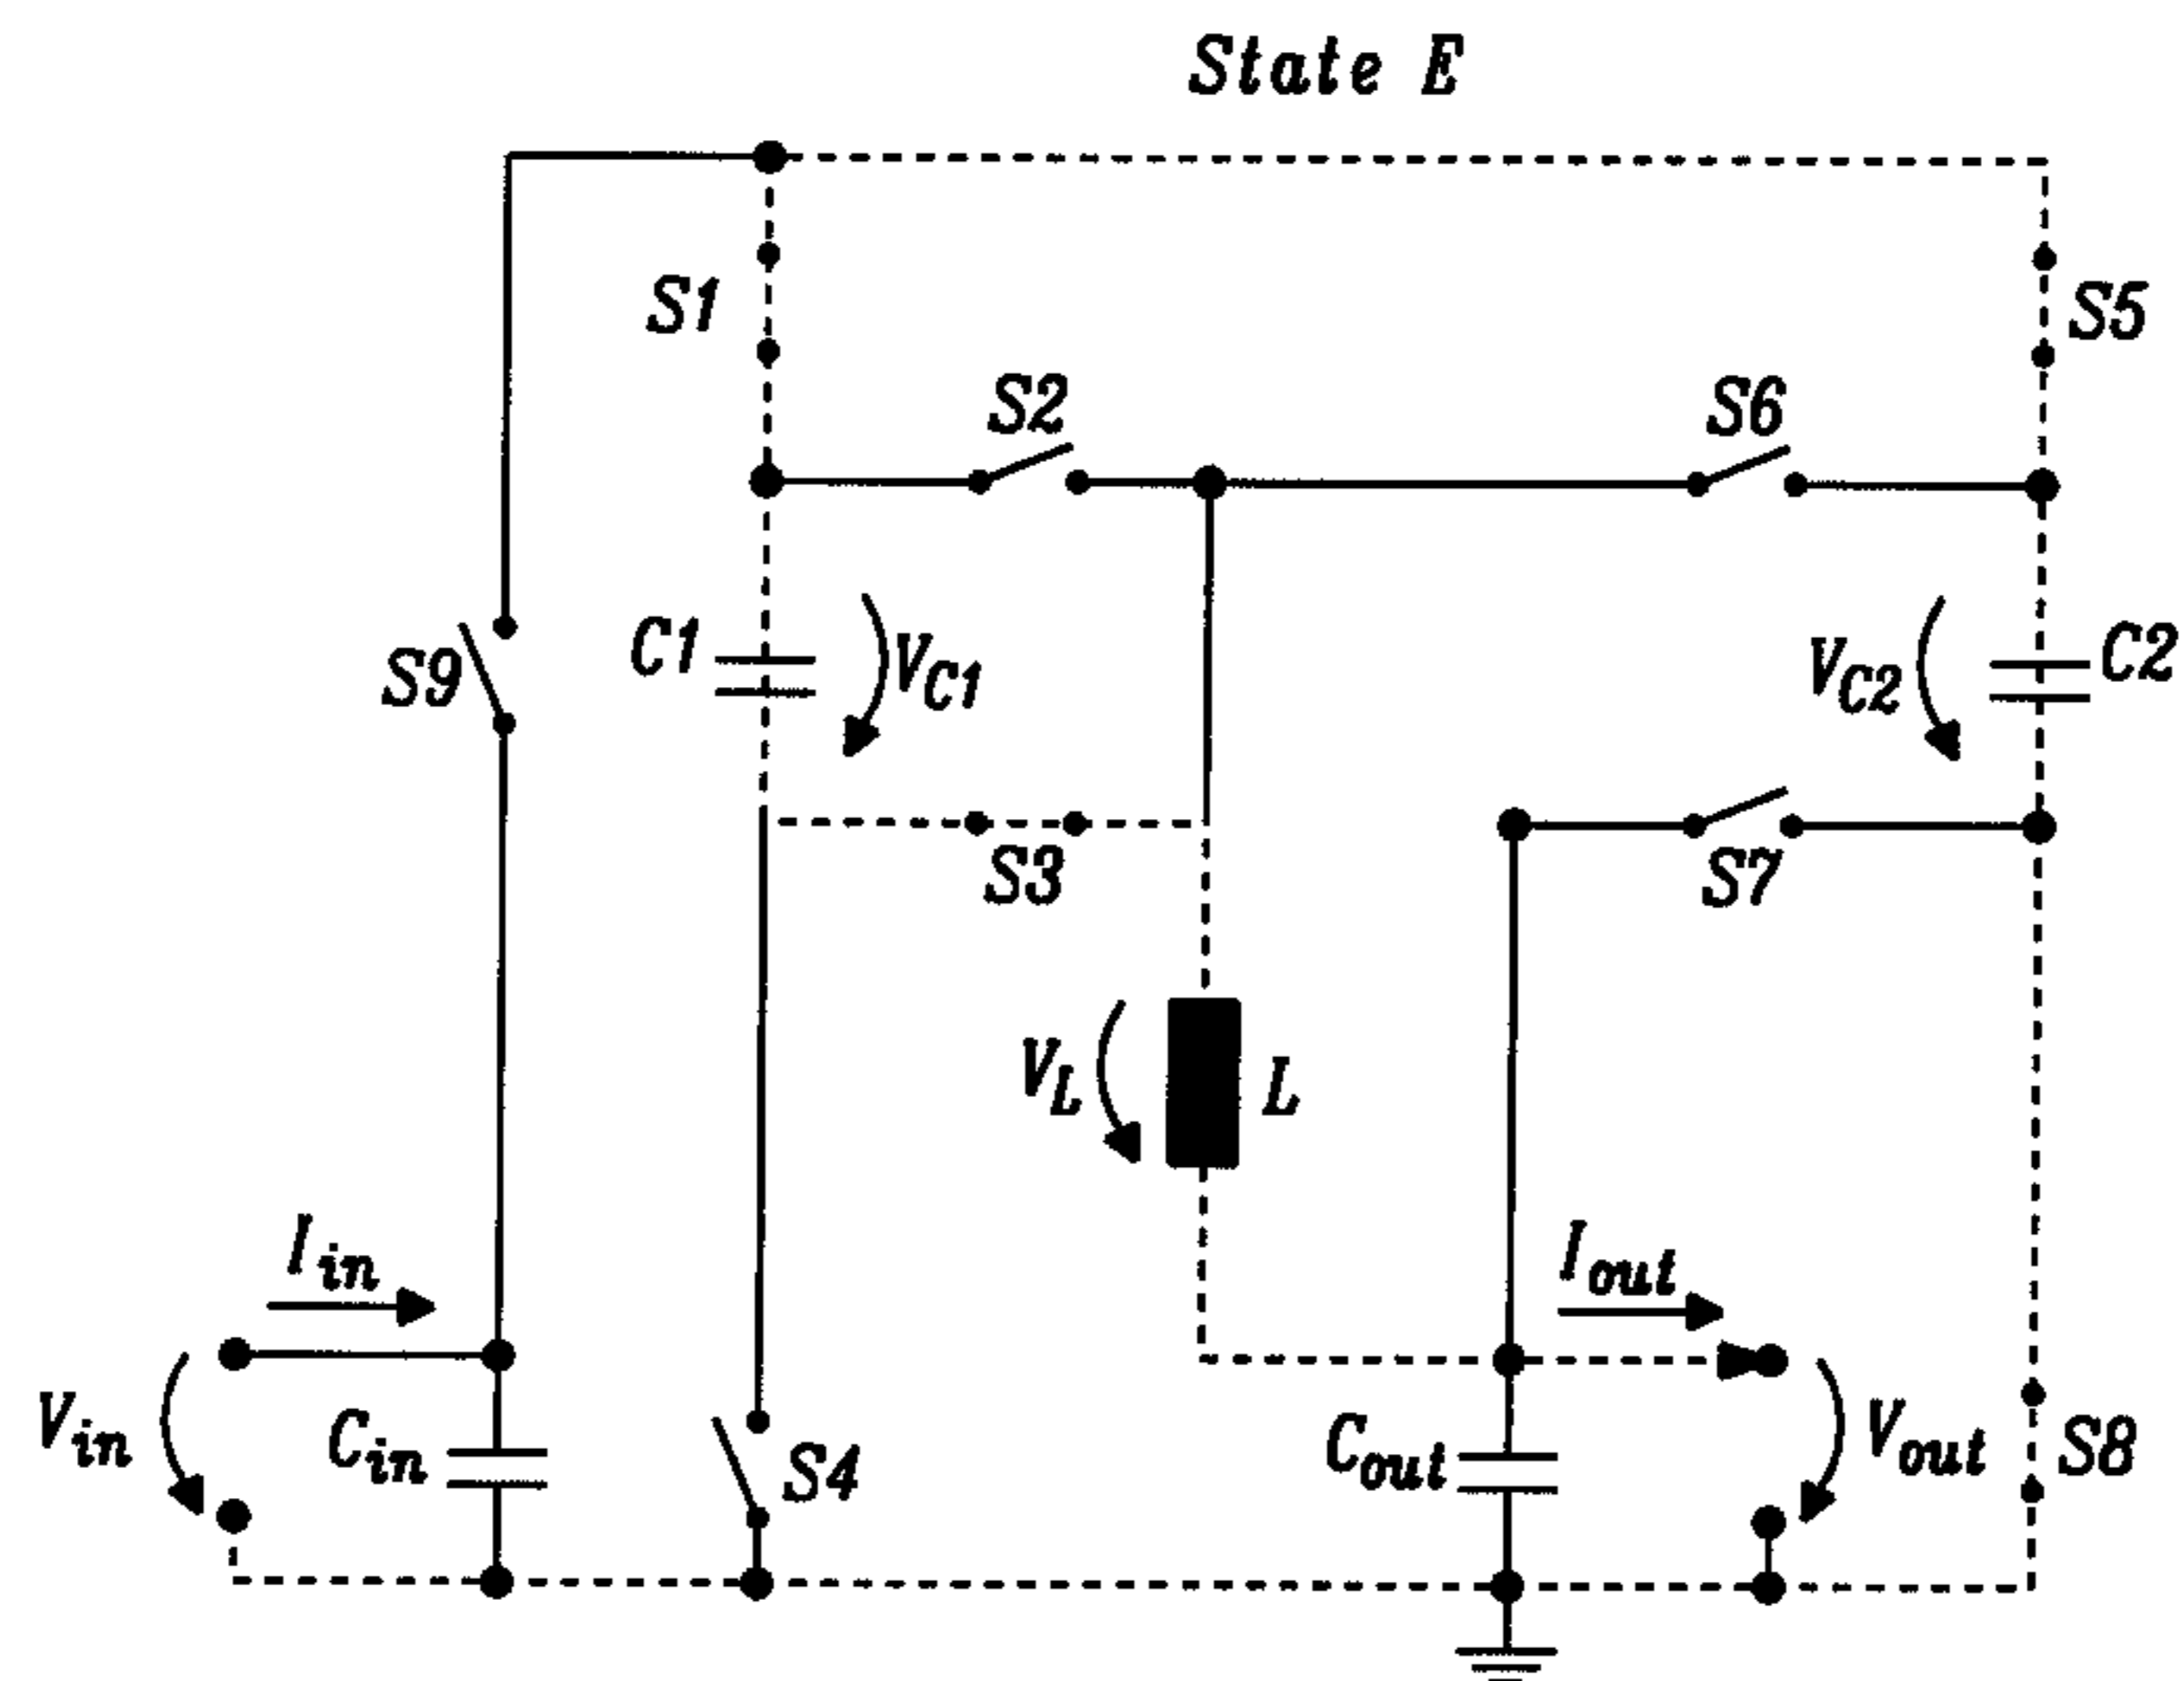 State E
S1
S5
S2
S6
S9
C1
VC1
VC2
C2
S3
S7
VL
L
Iin
Iout
Vin
Cin
S4
Cout
Vout
S8